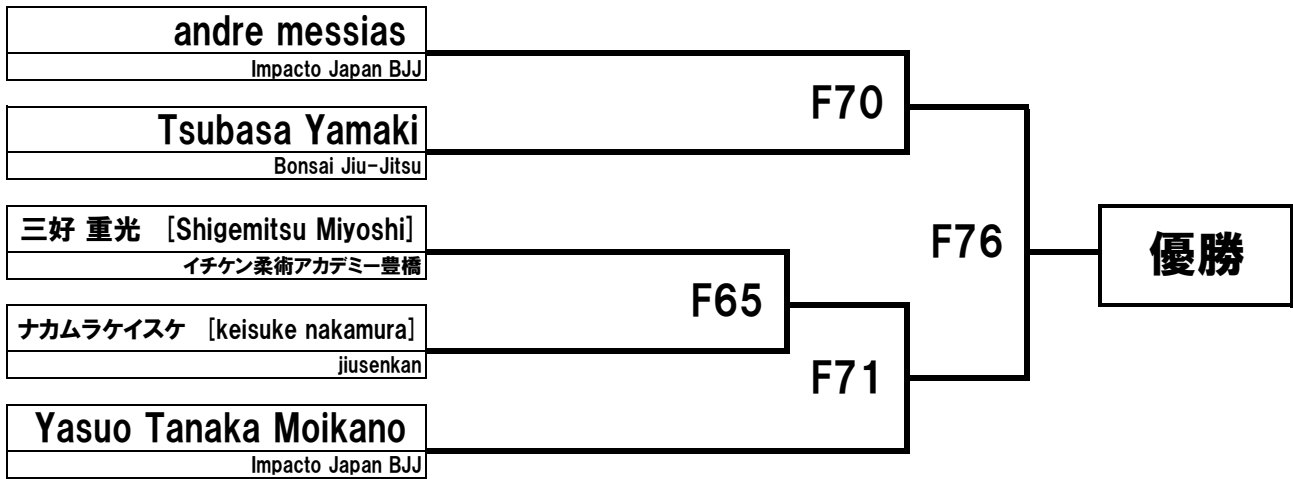 andre messias
Impacto Japan BJJ
F70
Tsubasa Yamaki
Bonsai Jiu-Jitsu
三好 重光 [Shigemitsu Miyoshi]
イチケン柔術アカデミー豊橋
F76
優勝
F65
ナカムラケイスケ [keisuke nakamura]
jiusenkan
F71
Yasuo Tanaka Moikano
Impacto Japan BJJ